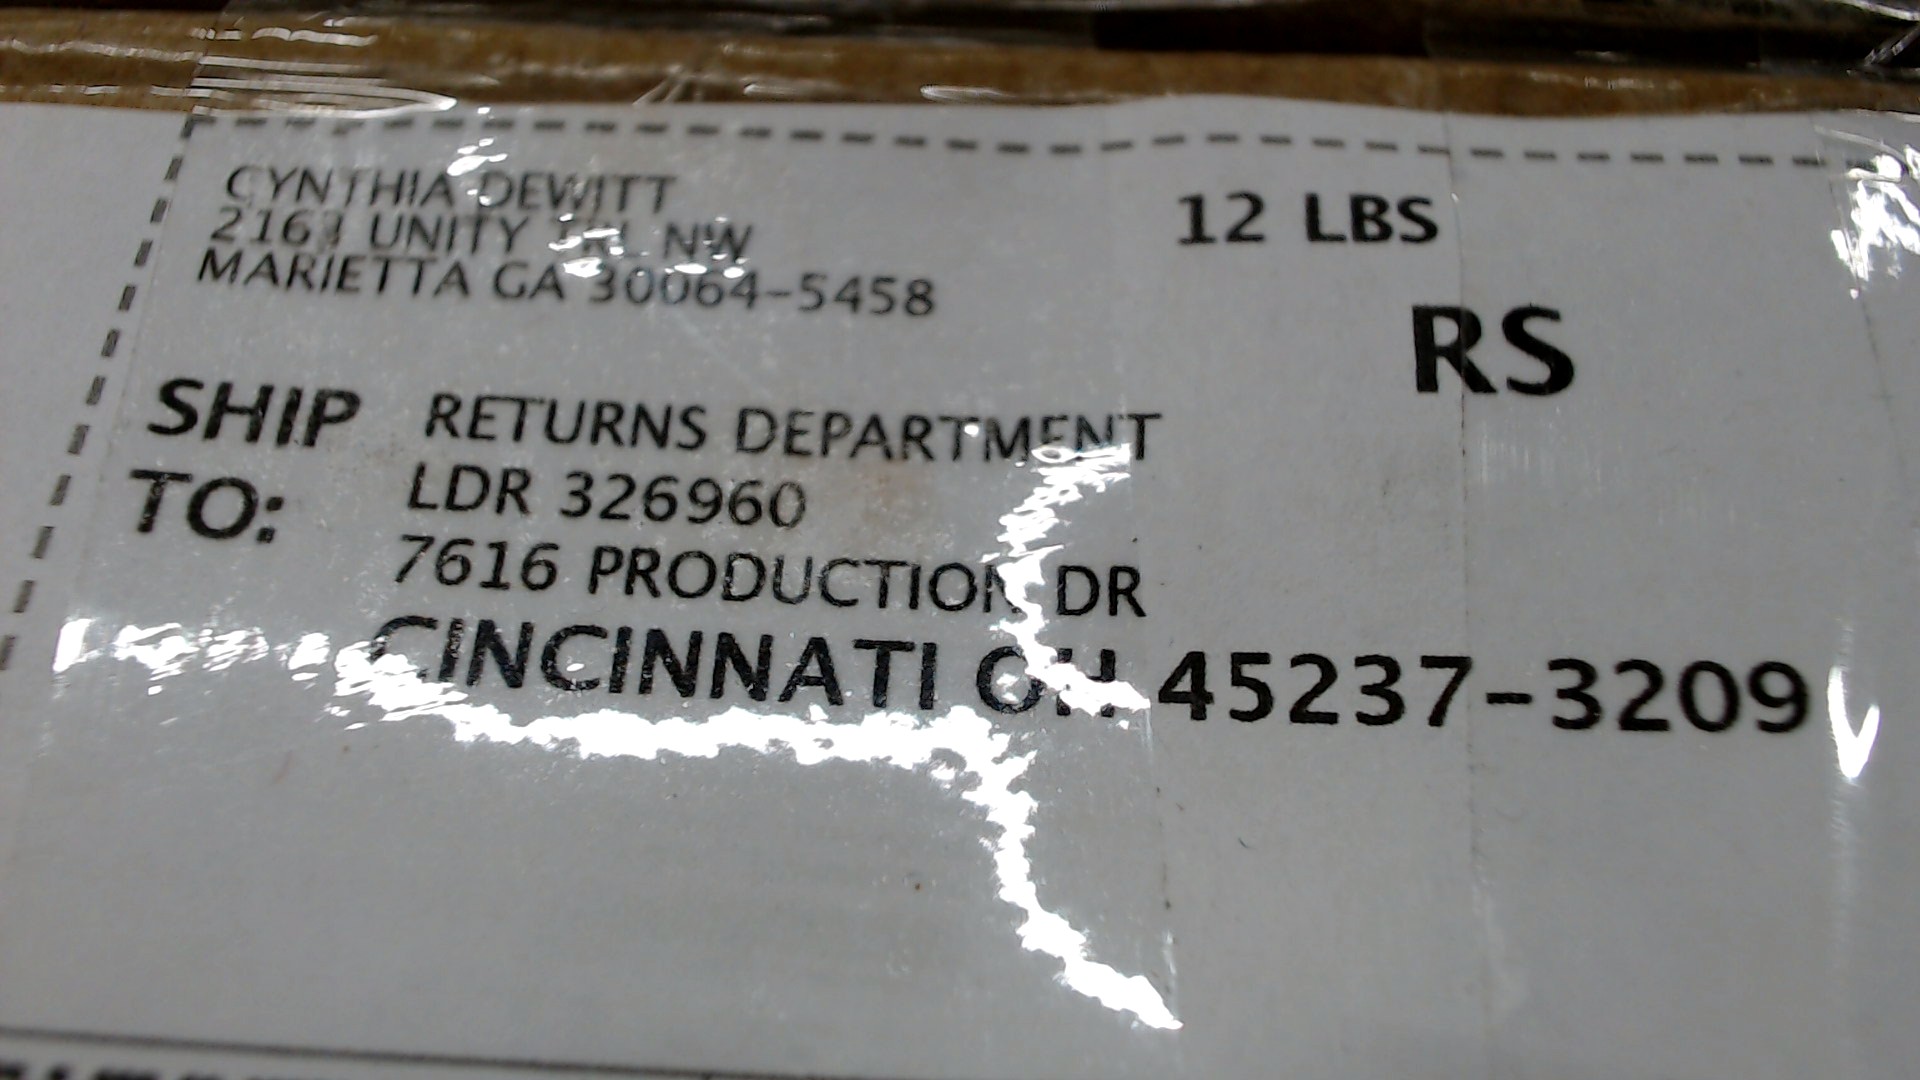 CYNTHIA DEWITT
UNITY TRL NW
MARIETTA GA 30064-5458
12 LBS
RS
SHIP TO:
RETURNS DEPARTMENT
LDR 326960
7616 PRODUCTION DR
CINCINNATI OH 45237-3209